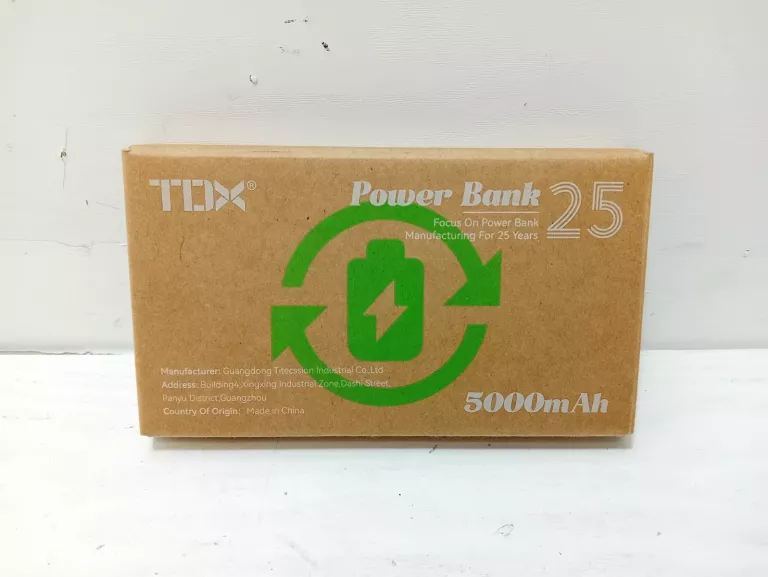 TDX®
Power Bank
25
Focus On Power Bank
Manufacturing For 25 Years
Manufacturer: Guangdong Titecssion Industrial Co.,Ltd
Address: Building4,Xingxing Industrial Zone,Dashi Street,
Panyu District,Guangzhou
Country Of Origin: Made in China
5000mAh